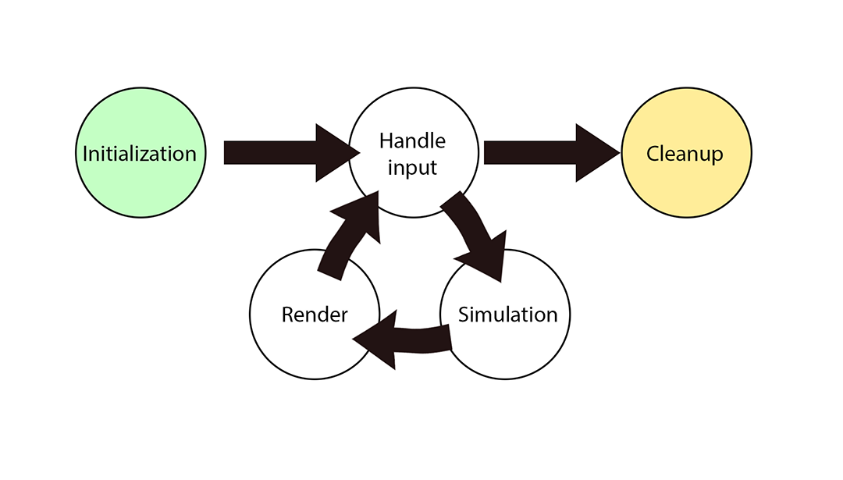 Initialization
Handle
input
Cleanup
Render
Simulation